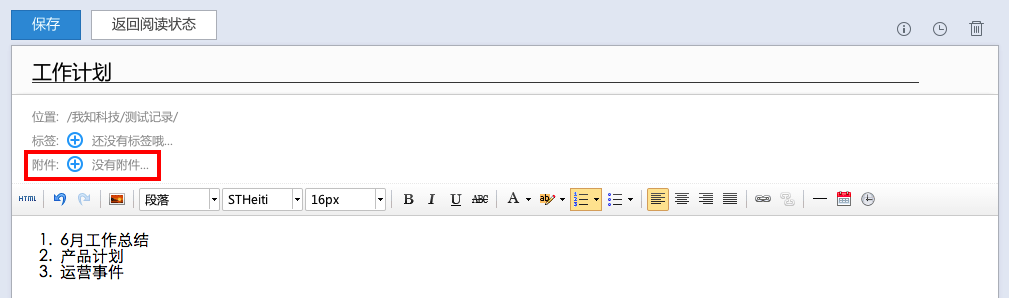 保存 返回阅读状态
工作计划
位置: /我知科技/测试记录/
标签: 还没有标签哦...
附件: 没有附件...
HTML 段落 STHeiti 16px B I U ABC A ab
1. 6月工作总结
2. 产品计划
3. 运营事件